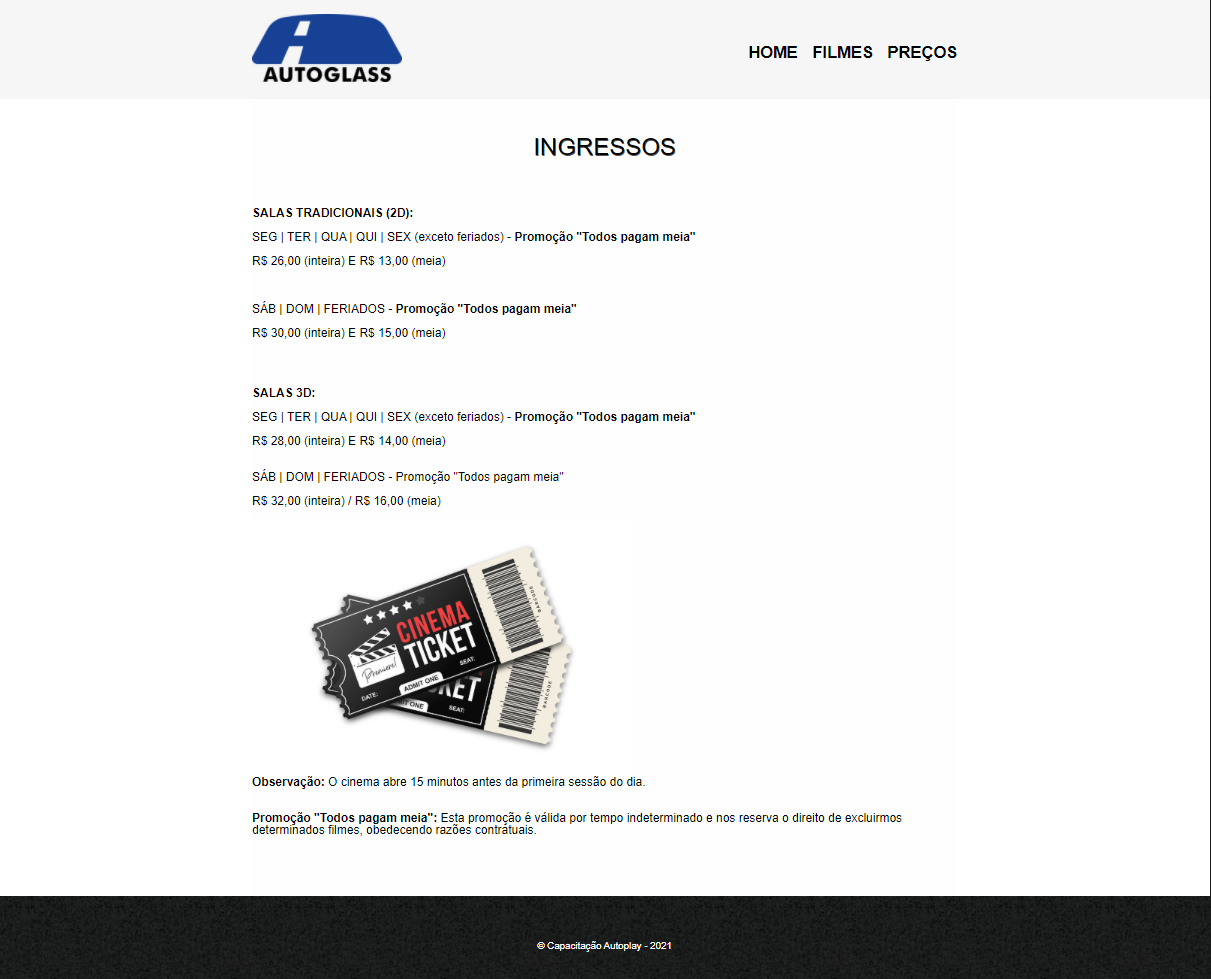 AUTOGLASS
HOME FILMES PREÇOS
INGRESSOS
SALAS TRADICIONAIS (2D):
SEG | TER | QUA | QUI | SEX (exceto feriados) - Promoção "Todos pagam meia"
R$ 26,00 (inteira) E R$ 13,00 (meia)
SÁB | DOM | FERIADOS - Promoção "Todos pagam meia"
R$ 30,00 (inteira) E R$ 15,00 (meia)
SALAS 3D:
SEG | TER | QUA | QUI | SEX (exceto feriados) - Promoção "Todos pagam meia"
R$ 28,00 (inteira) E R$ 14,00 (meia)
SÁB | DOM | FERIADOS - Promoção "Todos pagam meia"
R$ 32,00 (inteira) / R$ 16,00 (meia)
CINEMA
TICKET
Premiere!
DATE:
ADMIT ONE
SEAT:
BARCODE
KET
MIT ONE
SEAT:
BARCODE
Observação: O cinema abre 15 minutos antes da primeira sessão do dia.
Promoção "Todos pagam meia": Esta promoção é válida por tempo indeterminado e nos reserva o direito de excluirmos
determinados filmes, obedecendo razões contratuais.
© Capacitação Autoplay - 2021